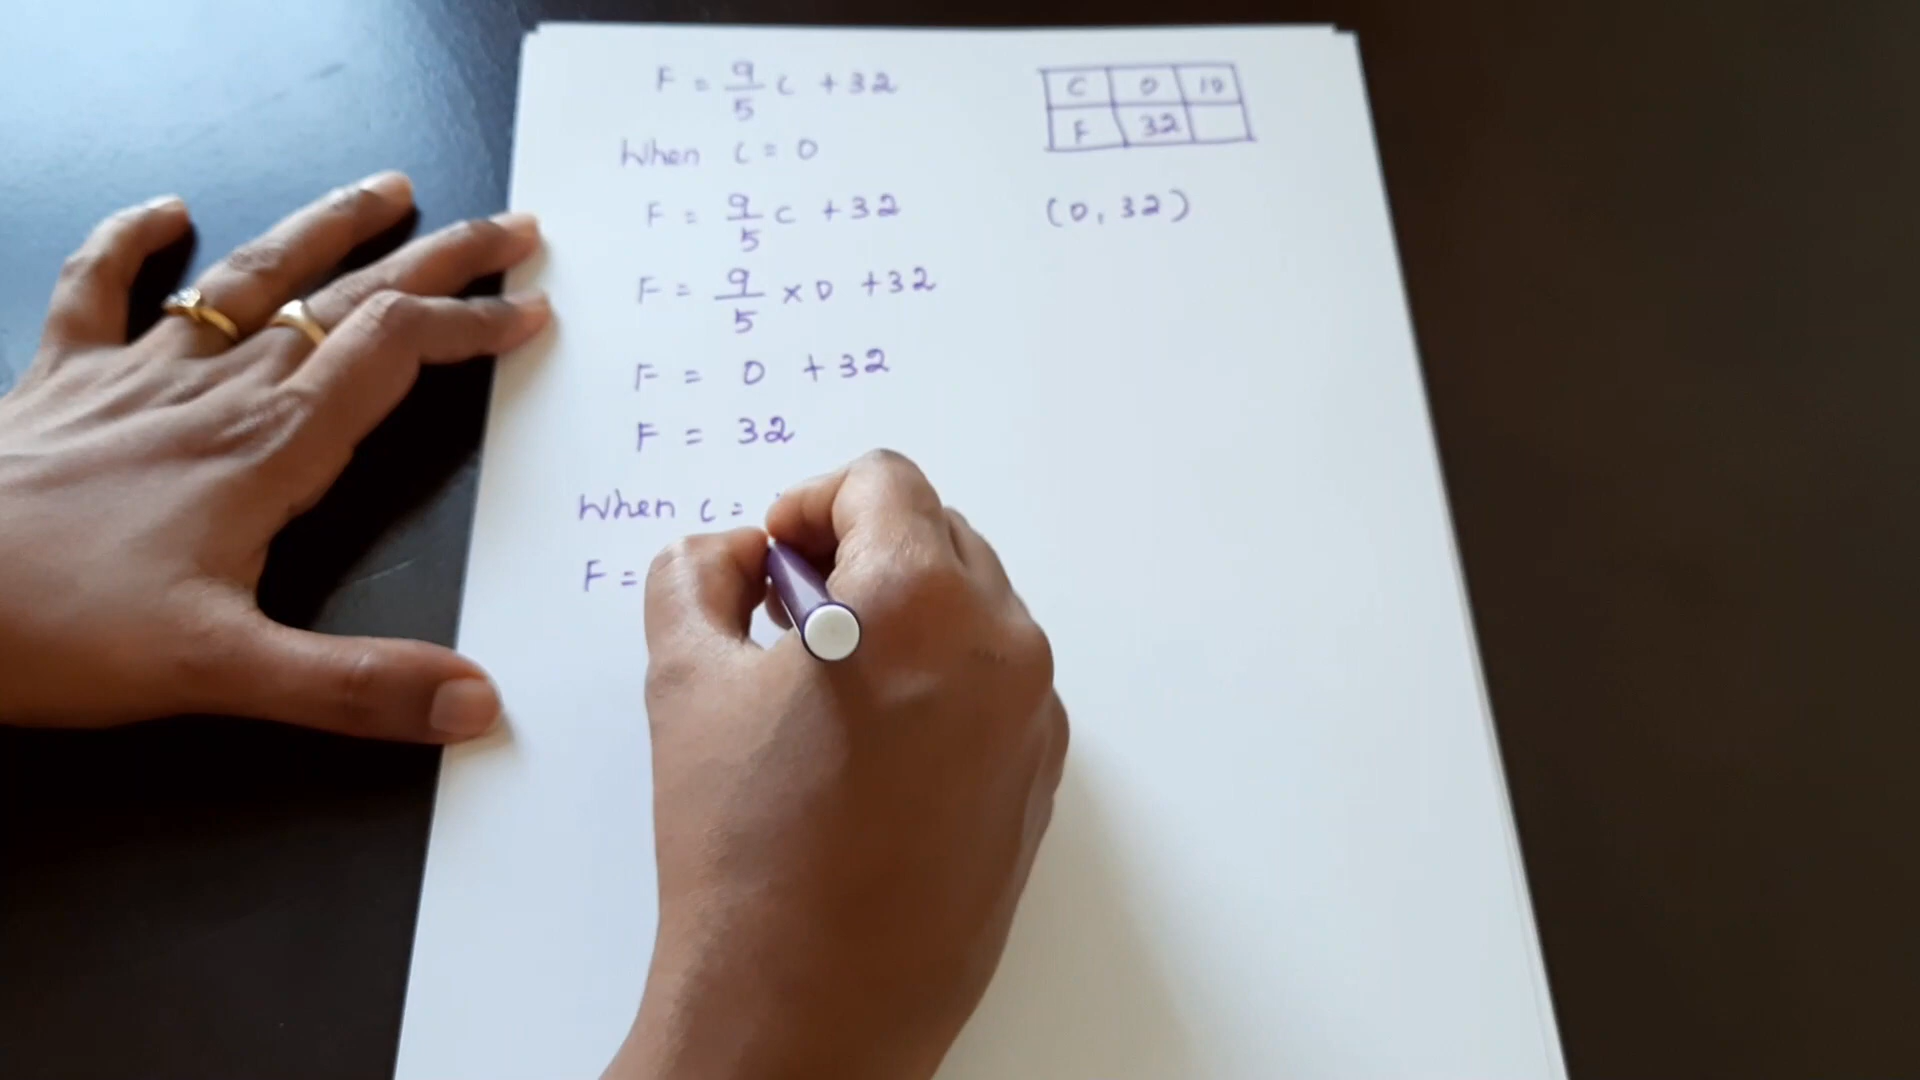 F = 9/5 C + 32
When C = 0
F = 9/5 C + 32
F = 9/5 × 0 + 32
F = 0 + 32
F = 32
When C =
F =
C 0 10
F 32
(0, 32)